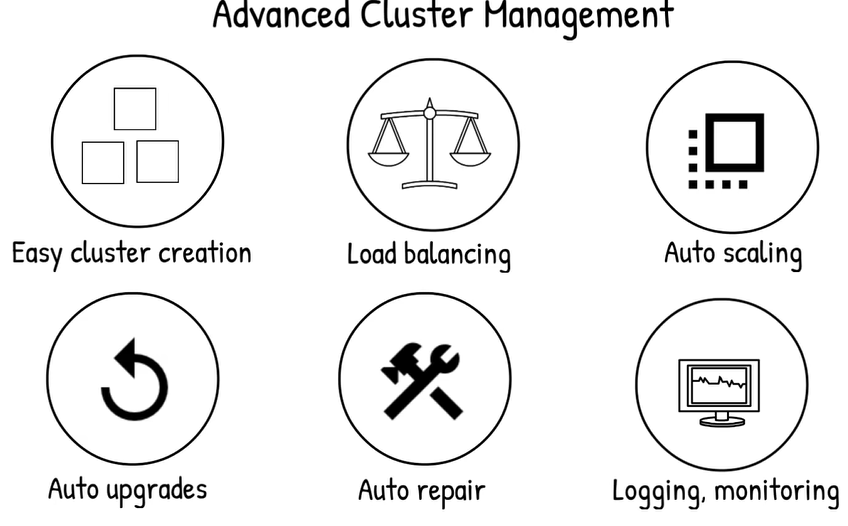 Advanced Cluster Management
Easy cluster creation
Load balancing
Auto scaling
Auto upgrades
Auto repair
Logging, monitoring